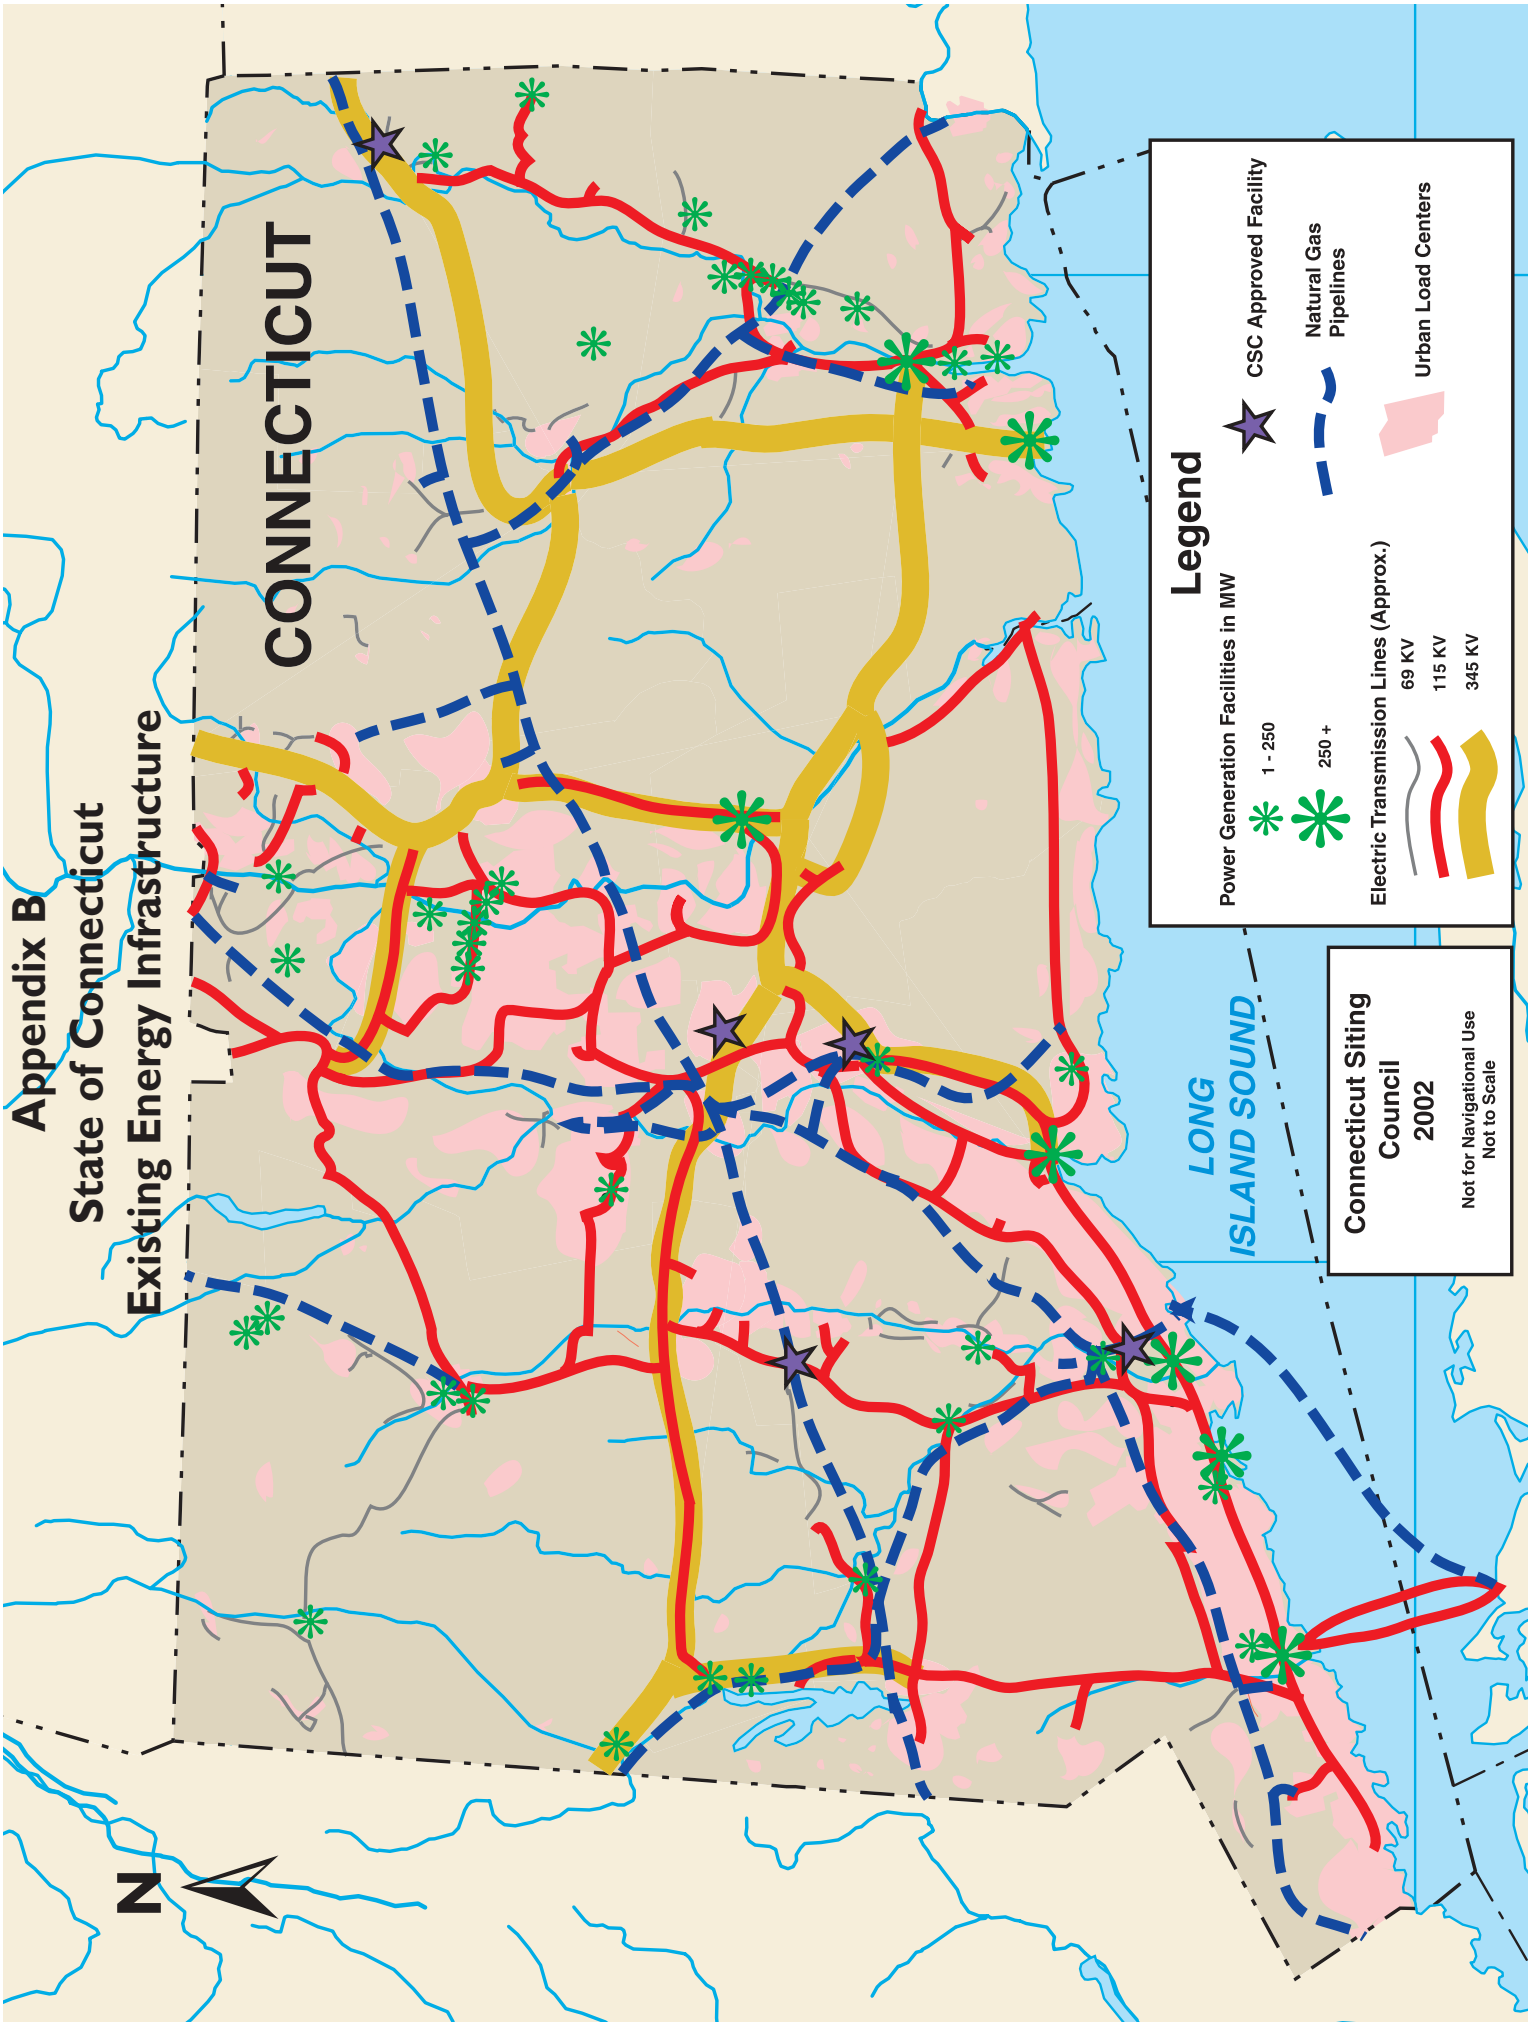 Appendix B
State of Connecticut
Existing Energy Infrastructure
N
CONNECTICUT
LONG
ISLAND SOUND
Connecticut Siting
Council
2002
Not for Navigational Use
Not to Scale
Legend
Power Generation Facilities in MW
1 - 250
250 +
Electric Transmission Lines (Approx.)
69 KV
115 KV
345 KV
CSC Approved Facility
Natural Gas
Pipelines
Urban Load Centers